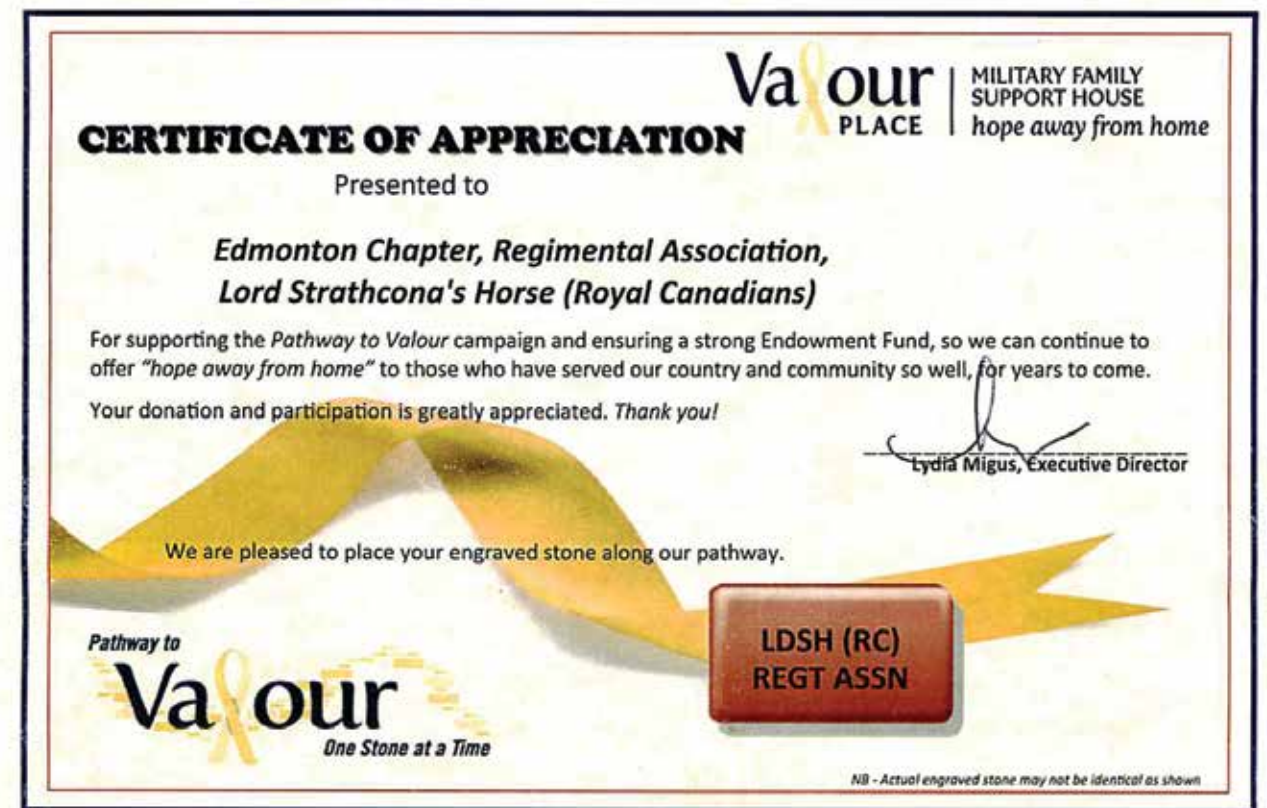 Valour
PLACE
MILITARY FAMILY
SUPPORT HOUSE
hope away from home
CERTIFICATE OF APPRECIATION
Presented to
Edmonton Chapter, Regimental Association,
Lord Strathcona's Horse (Royal Canadians)
For supporting the Pathway to Valour campaign and ensuring a strong Endowment Fund, so we can continue to
offer “hope away from home” to those who have served our country and community so well, for years to come.
Your donation and participation is greatly appreciated. Thank you!
Lydia Migus, Executive Director
We are pleased to place your engraved stone along our pathway.
LDSH (RC)
REGT ASSN
Pathway to
Valour
One Stone at a Time
NB - Actual engraved stone may not be identical as shown